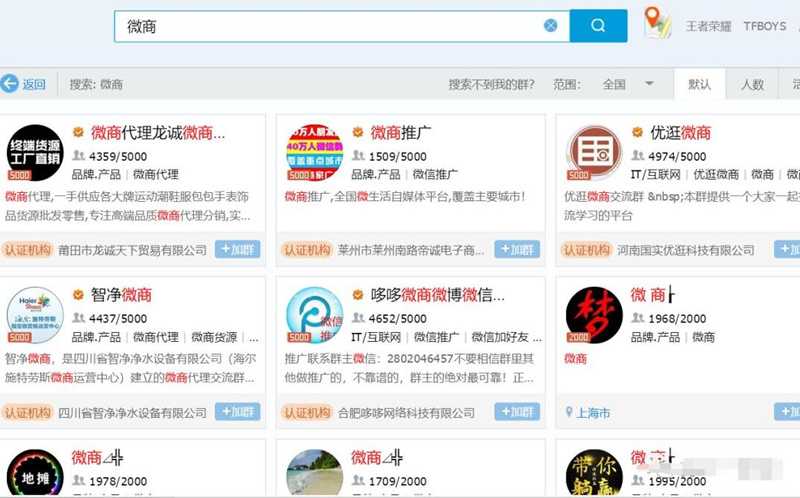 微商
王者荣耀 TFBOYS
返回 搜索: 微商 搜索不到我的群? 范围: 全国 默认 人数
终端货源
工厂直销
5000
微商代理龙诚微商...
4359/5000
品牌.产品 | 微商代理
微商代理,一手供应各大牌运动潮鞋服包包手表饰
品货源批发零售,专注高端品质微商代理分销,实...
认证机构 莆田市龙诚天下贸易有限公司 +加群
40万人微信
覆盖重点城市
5000
微商推广
1509/5000
品牌.产品 | 微信推广
微商推广,全国微生活自媒体平台,覆盖主要城市!
认证机构 莱州市莱州南路帝诚电子商... +加群
5000
优逛微商
4974/5000
IT/互联网 | 优逛微商 | 微商
优逛微商交流群 &nbsp;本群提供一个大家一起
流学习的平台
认证机构 河南国实优逛科技有限公司 +加
Haier
5000
智净微商
4437/5000
品牌.产品 | 微商代理 | 微商货源 | ...
智净微商，是四川省智净净水设备有限公司（海尔
施特劳斯微商运营中心）建立的微商代理交流群...
认证机构 四川省智净净水设备有限公司 +加群
微信
推
5000
哆哆微商微博微信...
4652/5000
IT/互联网 | 微信推广 | 微信加好友 ...
推广联系群主微信：2802046457不要相信群里其
他做推广的，不靠谱的，群主的绝对最可靠！正...
认证机构 合肥哆哆网络科技有限公司 +加群
梦
2000
微 商
1968/2000
品牌.产品 | 微商
微商
上海市 +加
地摊
微商
1978/2000
微商
1709/2000
带你
微 商
1995/2000